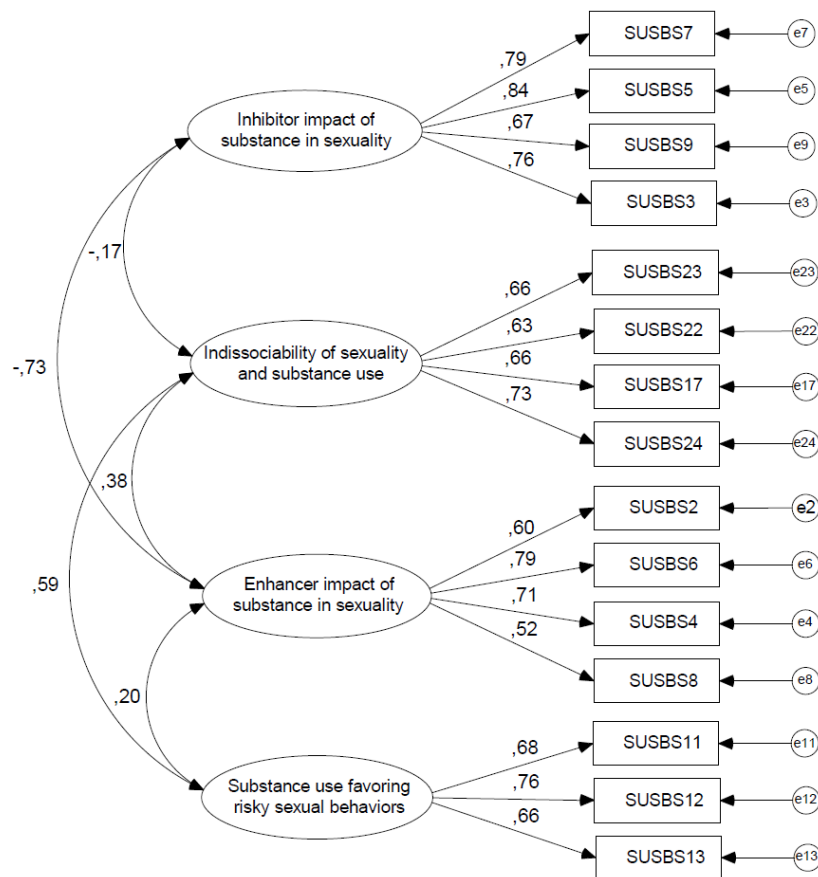 SUSBS7
e7
,79
SUSBS5
e5
,84
Inhibitor impact of
substance in sexuality
,67
SUSBS9
e9
,76
SUSBS3
e3
-,17
SUSBS23
e23
,66
,63
SUSBS22
e22
Indissociability of sexuality
and substance use
,66
SUSBS17
e17
-,73
,73
SUSBS24
e24
,38
SUSBS2
e2
,60
,59
Enhancer impact of
substance in sexuality
,79
SUSBS6
e6
,71
SUSBS4
e4
,52
SUSBS8
e8
,20
SUSBS11
e11
,68
Substance use favoring
risky sexual behaviors
,76
SUSBS12
e12
,66
SUSBS13
e13